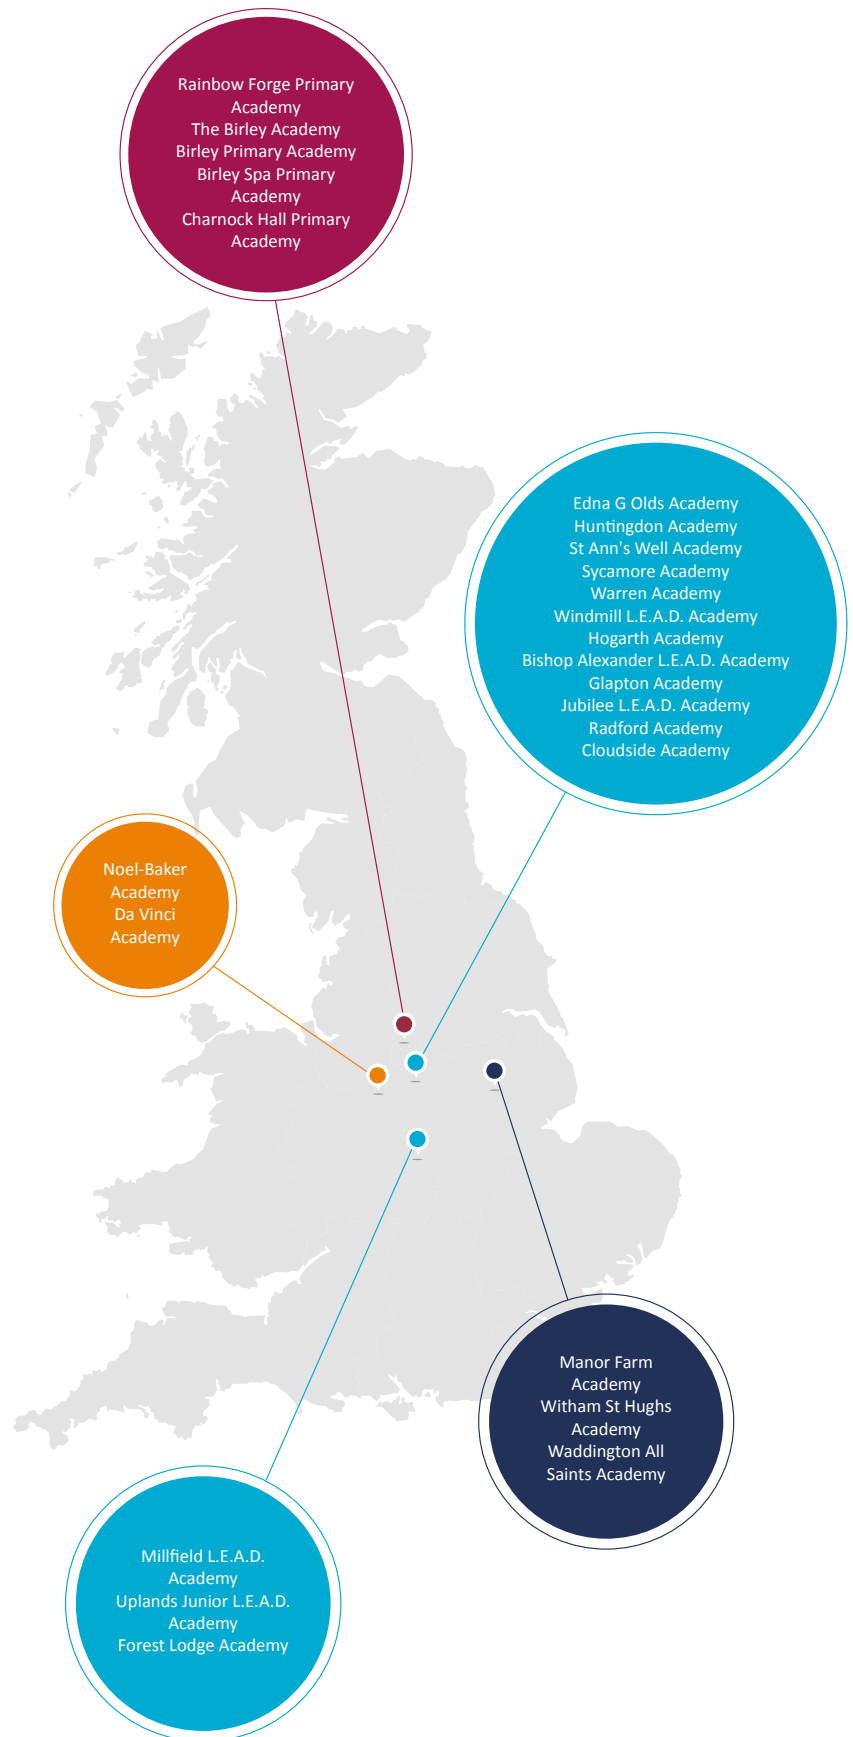 Rainbow Forge Primary
Academy
The Birley Academy
Birley Primary Academy
Birley Spa Primary
Academy
Charnock Hall Primary
Academy
Edna G Olds Academy
Huntingdon Academy
St Ann's Well Academy
Sycamore Academy
Warren Academy
Windmill L.E.A.D. Academy
Hogarth Academy
Bishop Alexander L.E.A.D. Academy
Glapton Academy
Jubilee L.E.A.D. Academy
Radford Academy
Cloudside Academy
Noel-Baker
Academy
Da Vinci
Academy
Manor Farm
Academy
Witham St Hughs
Academy
Waddington All
Saints Academy
Millfield L.E.A.D.
Academy
Uplands Junior L.E.A.D.
Academy
Forest Lodge Academy